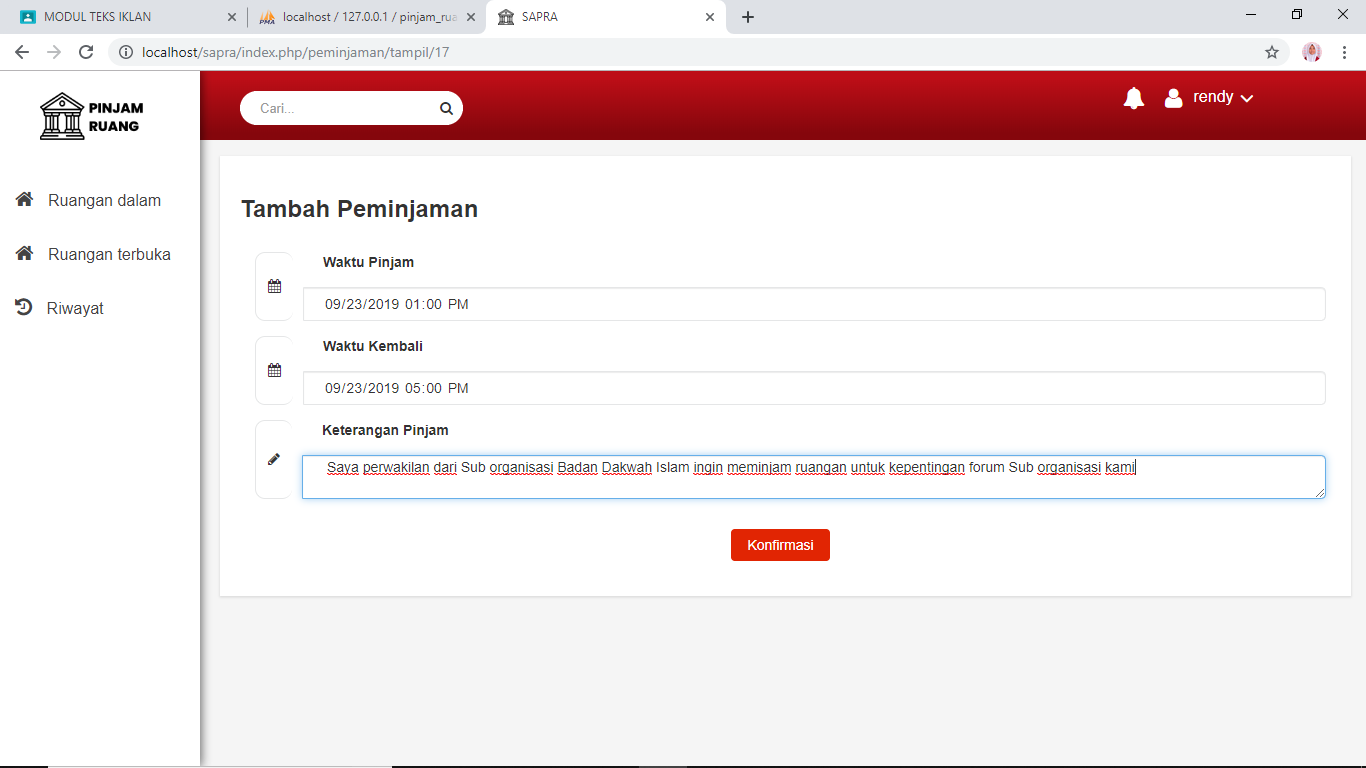 MODUL TEKS IKLAN
localhost / 127.0.0.1 / pinjam_rua
SAPRA
localhost/sapra/index.php/peminjaman/tampil/17
PINJAM
RUANG
Cari...
rendy
Ruangan dalam
Ruangan terbuka
Riwayat
Tambah Peminjaman
Waktu Pinjam
09/23/2019 01:00 PM
Waktu Kembali
09/23/2019 05:00 PM
Keterangan Pinjam
Saya perwakilan dari Sub organisasi Badan Dakwah Islam ingin meminjam ruangan untuk kepentingan forum Sub organisasi kami
Konfirmasi